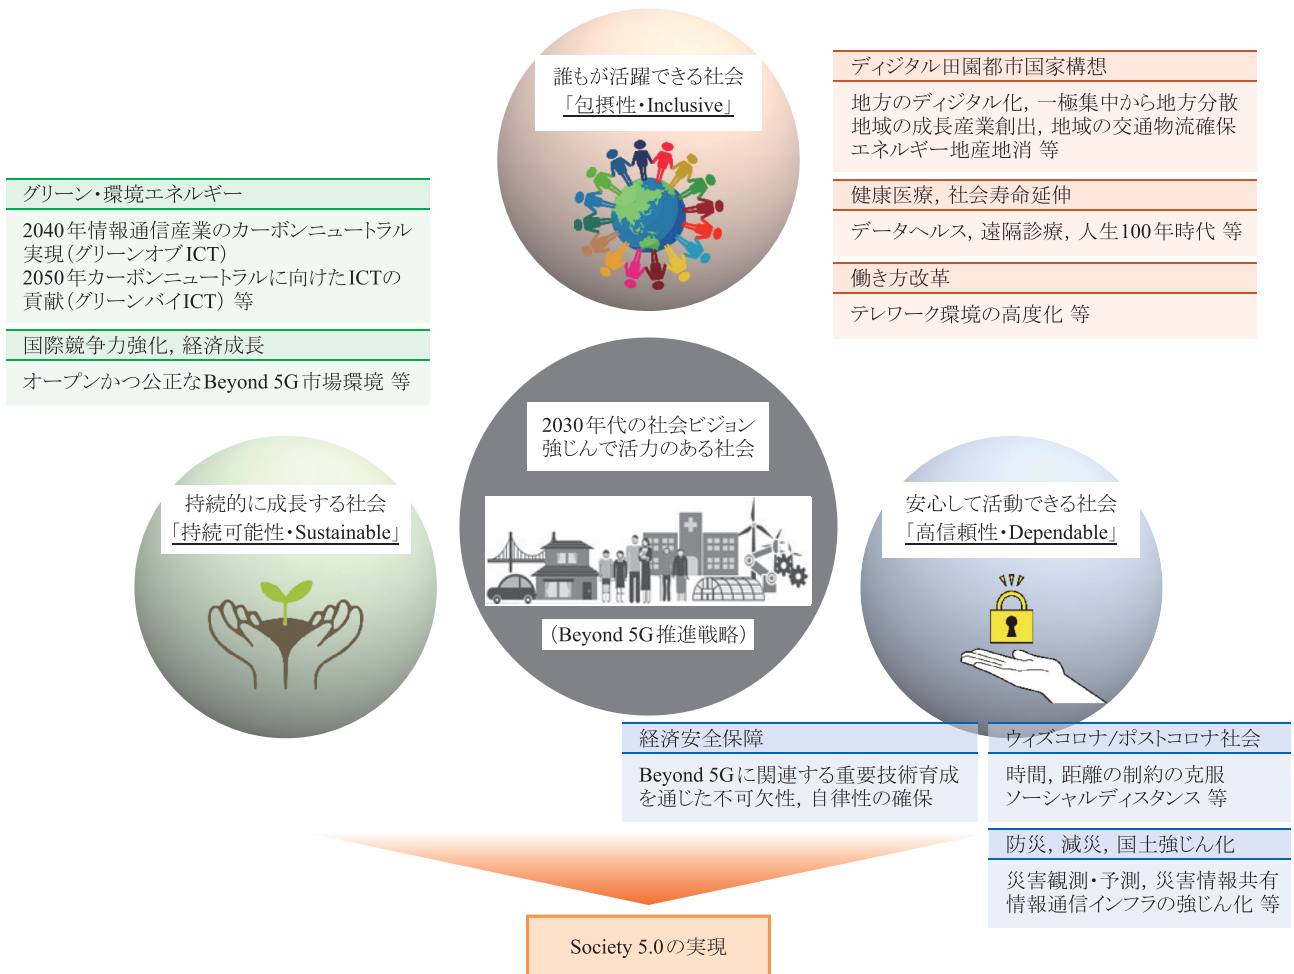 誰もが活躍できる社会
「包摂性・Inclusive」
ディジタル田園都市国家構想
地方のディジタル化, 一極集中から地方分散
地域の成長産業創出, 地域の交通物流確保
エネルギー地産地消 等
健康医療, 社会寿命延伸
データヘルス, 遠隔診療, 人生100年時代 等
働き方改革
テレワーク環境の高度化 等
グリーン・環境エネルギー
2040年情報通信産業のカーボンニュートラル
実現（グリーンオブICT）
2050年カーボンニュートラルに向けたICTの
貢献（グリーンバイICT） 等
国際競争力強化, 経済成長
オープンかつ公正なBeyond 5G市場環境 等
2030年代の社会ビジョン
強じんで活力のある社会
（Beyond 5G推進戦略）
持続的に成長する社会
「持続可能性・Sustainable」
安心して活動できる社会
「高信頼性・Dependable」
経済安全保障
Beyond 5Gに関連する重要技術育成
を通じた不可欠性, 自律性の確保
ウィズコロナ/ポストコロナ社会
時間, 距離の制約の克服
ソーシャルディスタンス 等
防災, 減災, 国土強じん化
災害観測・予測, 災害情報共有
情報通信インフラの強じん化 等
Society 5.0の実現